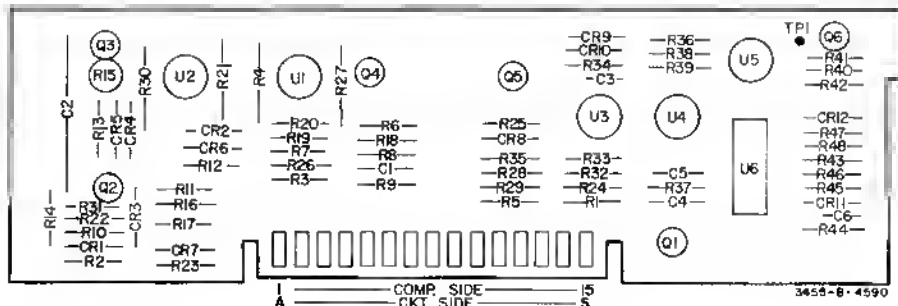 Q3
R15
C2
R30
U2
R21
R4
U1
R27
Q4
Q5
CR9
CR10
R34
C3
R36
R38
R39
U5
TP1
Q6
R41
R40
R42
R13
CR5
CR4
CR2
CR6
R12
R20
R19
R7
R26
R3
R6
R18
R8
C1
R9
R25
CR8
R35
R28
R29
R5
U3
R33
R32
R24
R1
U4
C5
R37
C4
U6
CR12
R47
R48
R43
R46
R45
CR11
C6
R44
Q2
R14
R31
R22
R10
CR1
R2
CR3
R11
R16
R17
CR7
R23
Q1
1 COMP. SIDE 15
A CKT SIDE S
3455-B-4590